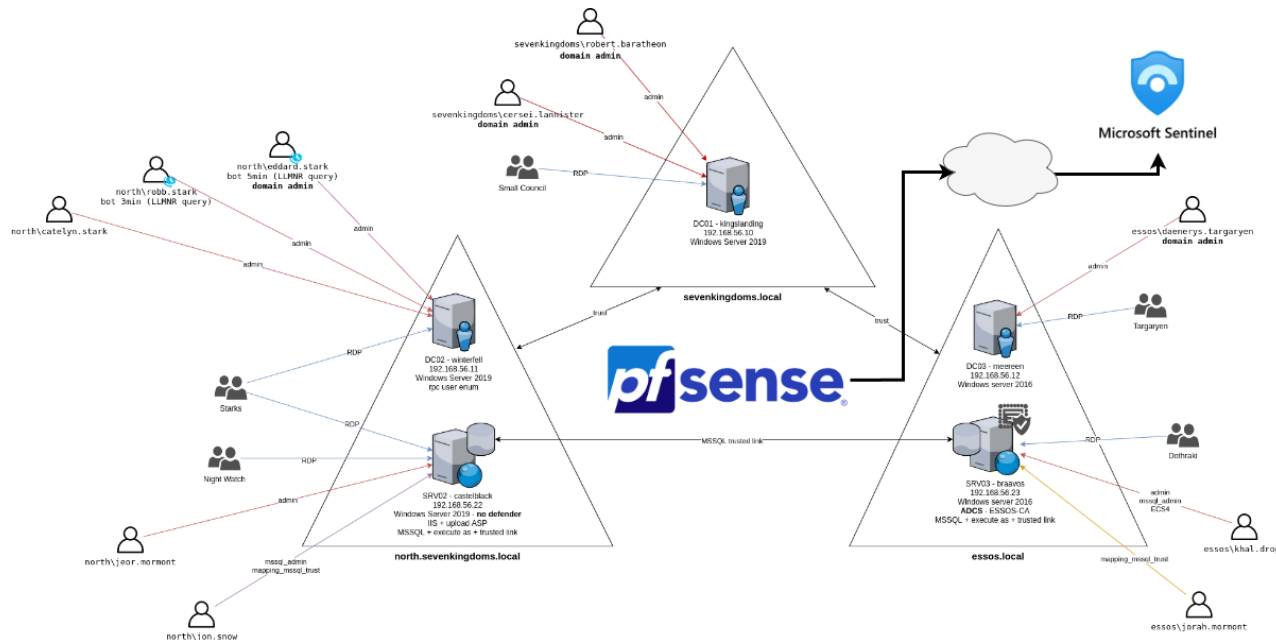 sevenkingdoms\robert.baratheon
domain admin
admin
sevenkingdoms\cersei.lannister
domain admin
admin
Small Council
RDP
DC01 - kingslanding
192.168.56.10
Windows Server 2019
sevenkingdoms.local
Microsoft Sentinel
north\eddard.stark
bot 5min (LLMNR query)
domain admin
admin
north\robb.stark
bot 3min (LLMNR query)
admin
north\catelyn.stark
admin
trust
trust
essos\daenerys.targaryen
domain admin
admin
Targaryen
RDP
DC02 - winterfell
192.168.56.11
Windows Server 2019
rpc user enum
RDP
Starks
RDP
pfsense®
DC03 - meereen
192.168.56.12
Windows server 2016
Night Watch
RDP
MSSQL trusted link
RDP
Dothraki
admin
SRV02 - castelblack
192.168.56.22
Windows Server 2019 - no defender
IIS + upload ASP
MSSQL + execute as + trusted link
north.sevenkingdoms.local
SRV03 - braavos
192.168.56.23
Windows server 2016
ADCS - ESSOS-CA
MSSQL + execute as + trusted link
essos.local
admin
mssql_admin
ECS4
essos\khal.drog
north\jeor.mormont
mssql_admin
mapping_mssql_trust
north\jon.snow
mapping_mssql_trust
essos\jorah.mormont